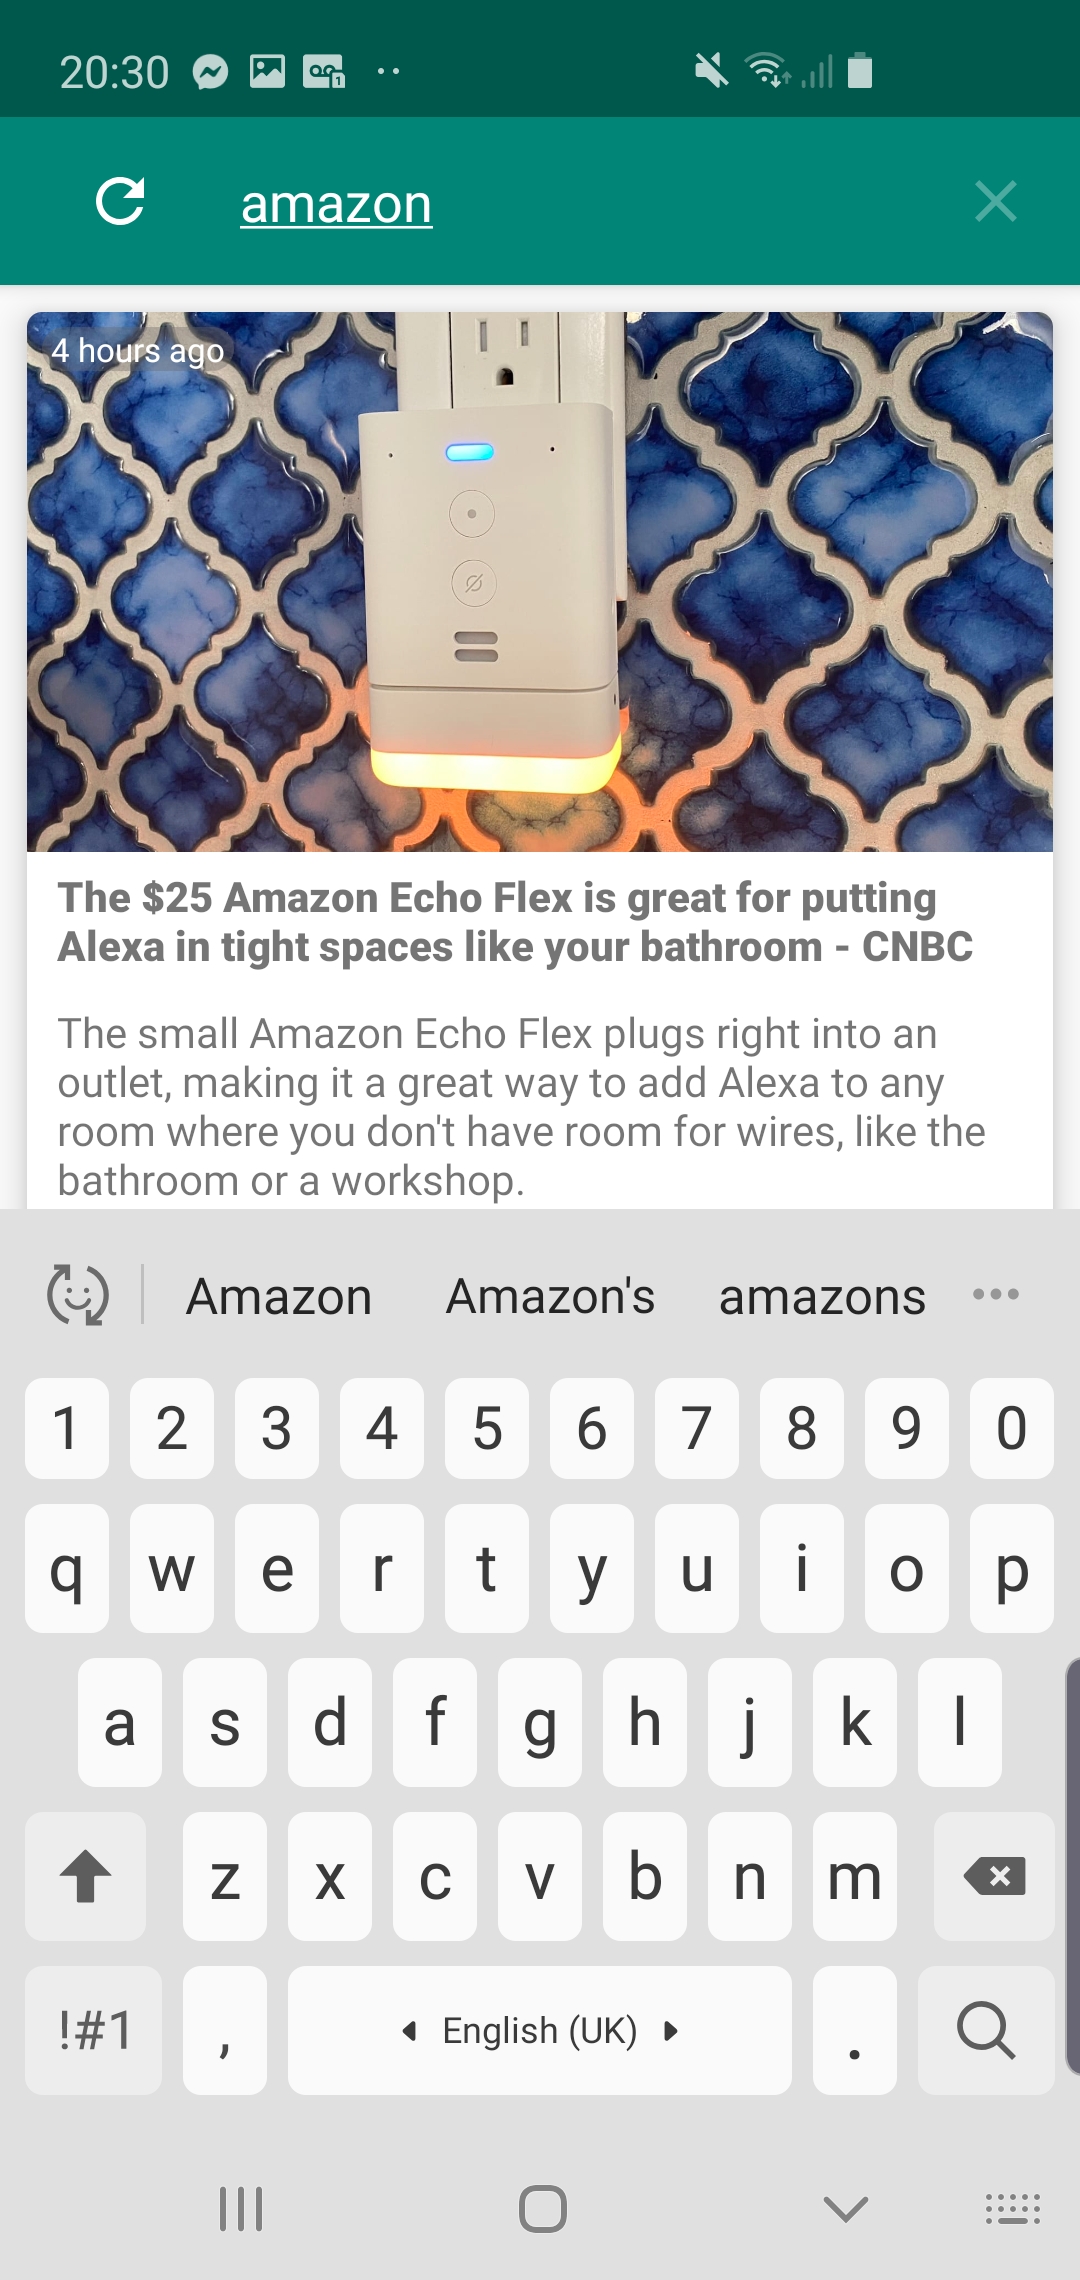 20:30
amazon
4 hours ago
The $25 Amazon Echo Flex is great for putting
Alexa in tight spaces like your bathroom - CNBC
The small Amazon Echo Flex plugs right into an
outlet, making it a great way to add Alexa to any
room where you don't have room for wires, like the
bathroom or a workshop.
Amazon Amazon's amazons
1 2 3 4 5 6 7 8 9 0
q w e r t y u i o p
a s d f g h j k l
z x c v b n m
!#1 , English (UK) .